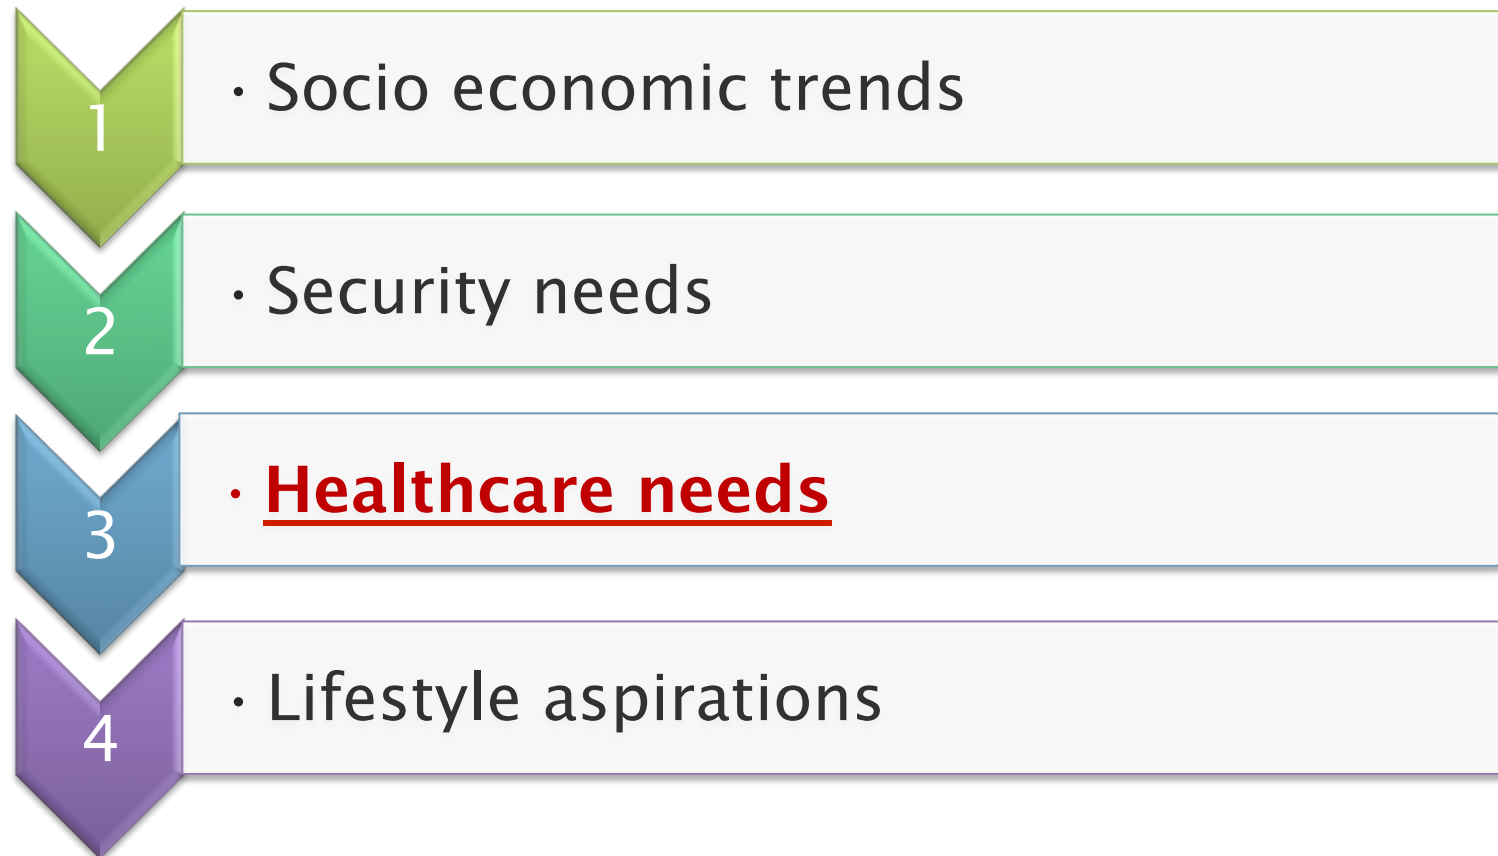 1
· Socio economic trends
2
· Security needs
3
· Healthcare needs
4
· Lifestyle aspirations